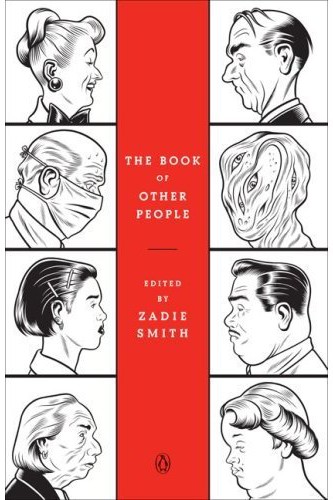 THE BOOK
OF
OTHER
PEOPLE
EDITED
BY
ZADIE
SMITH